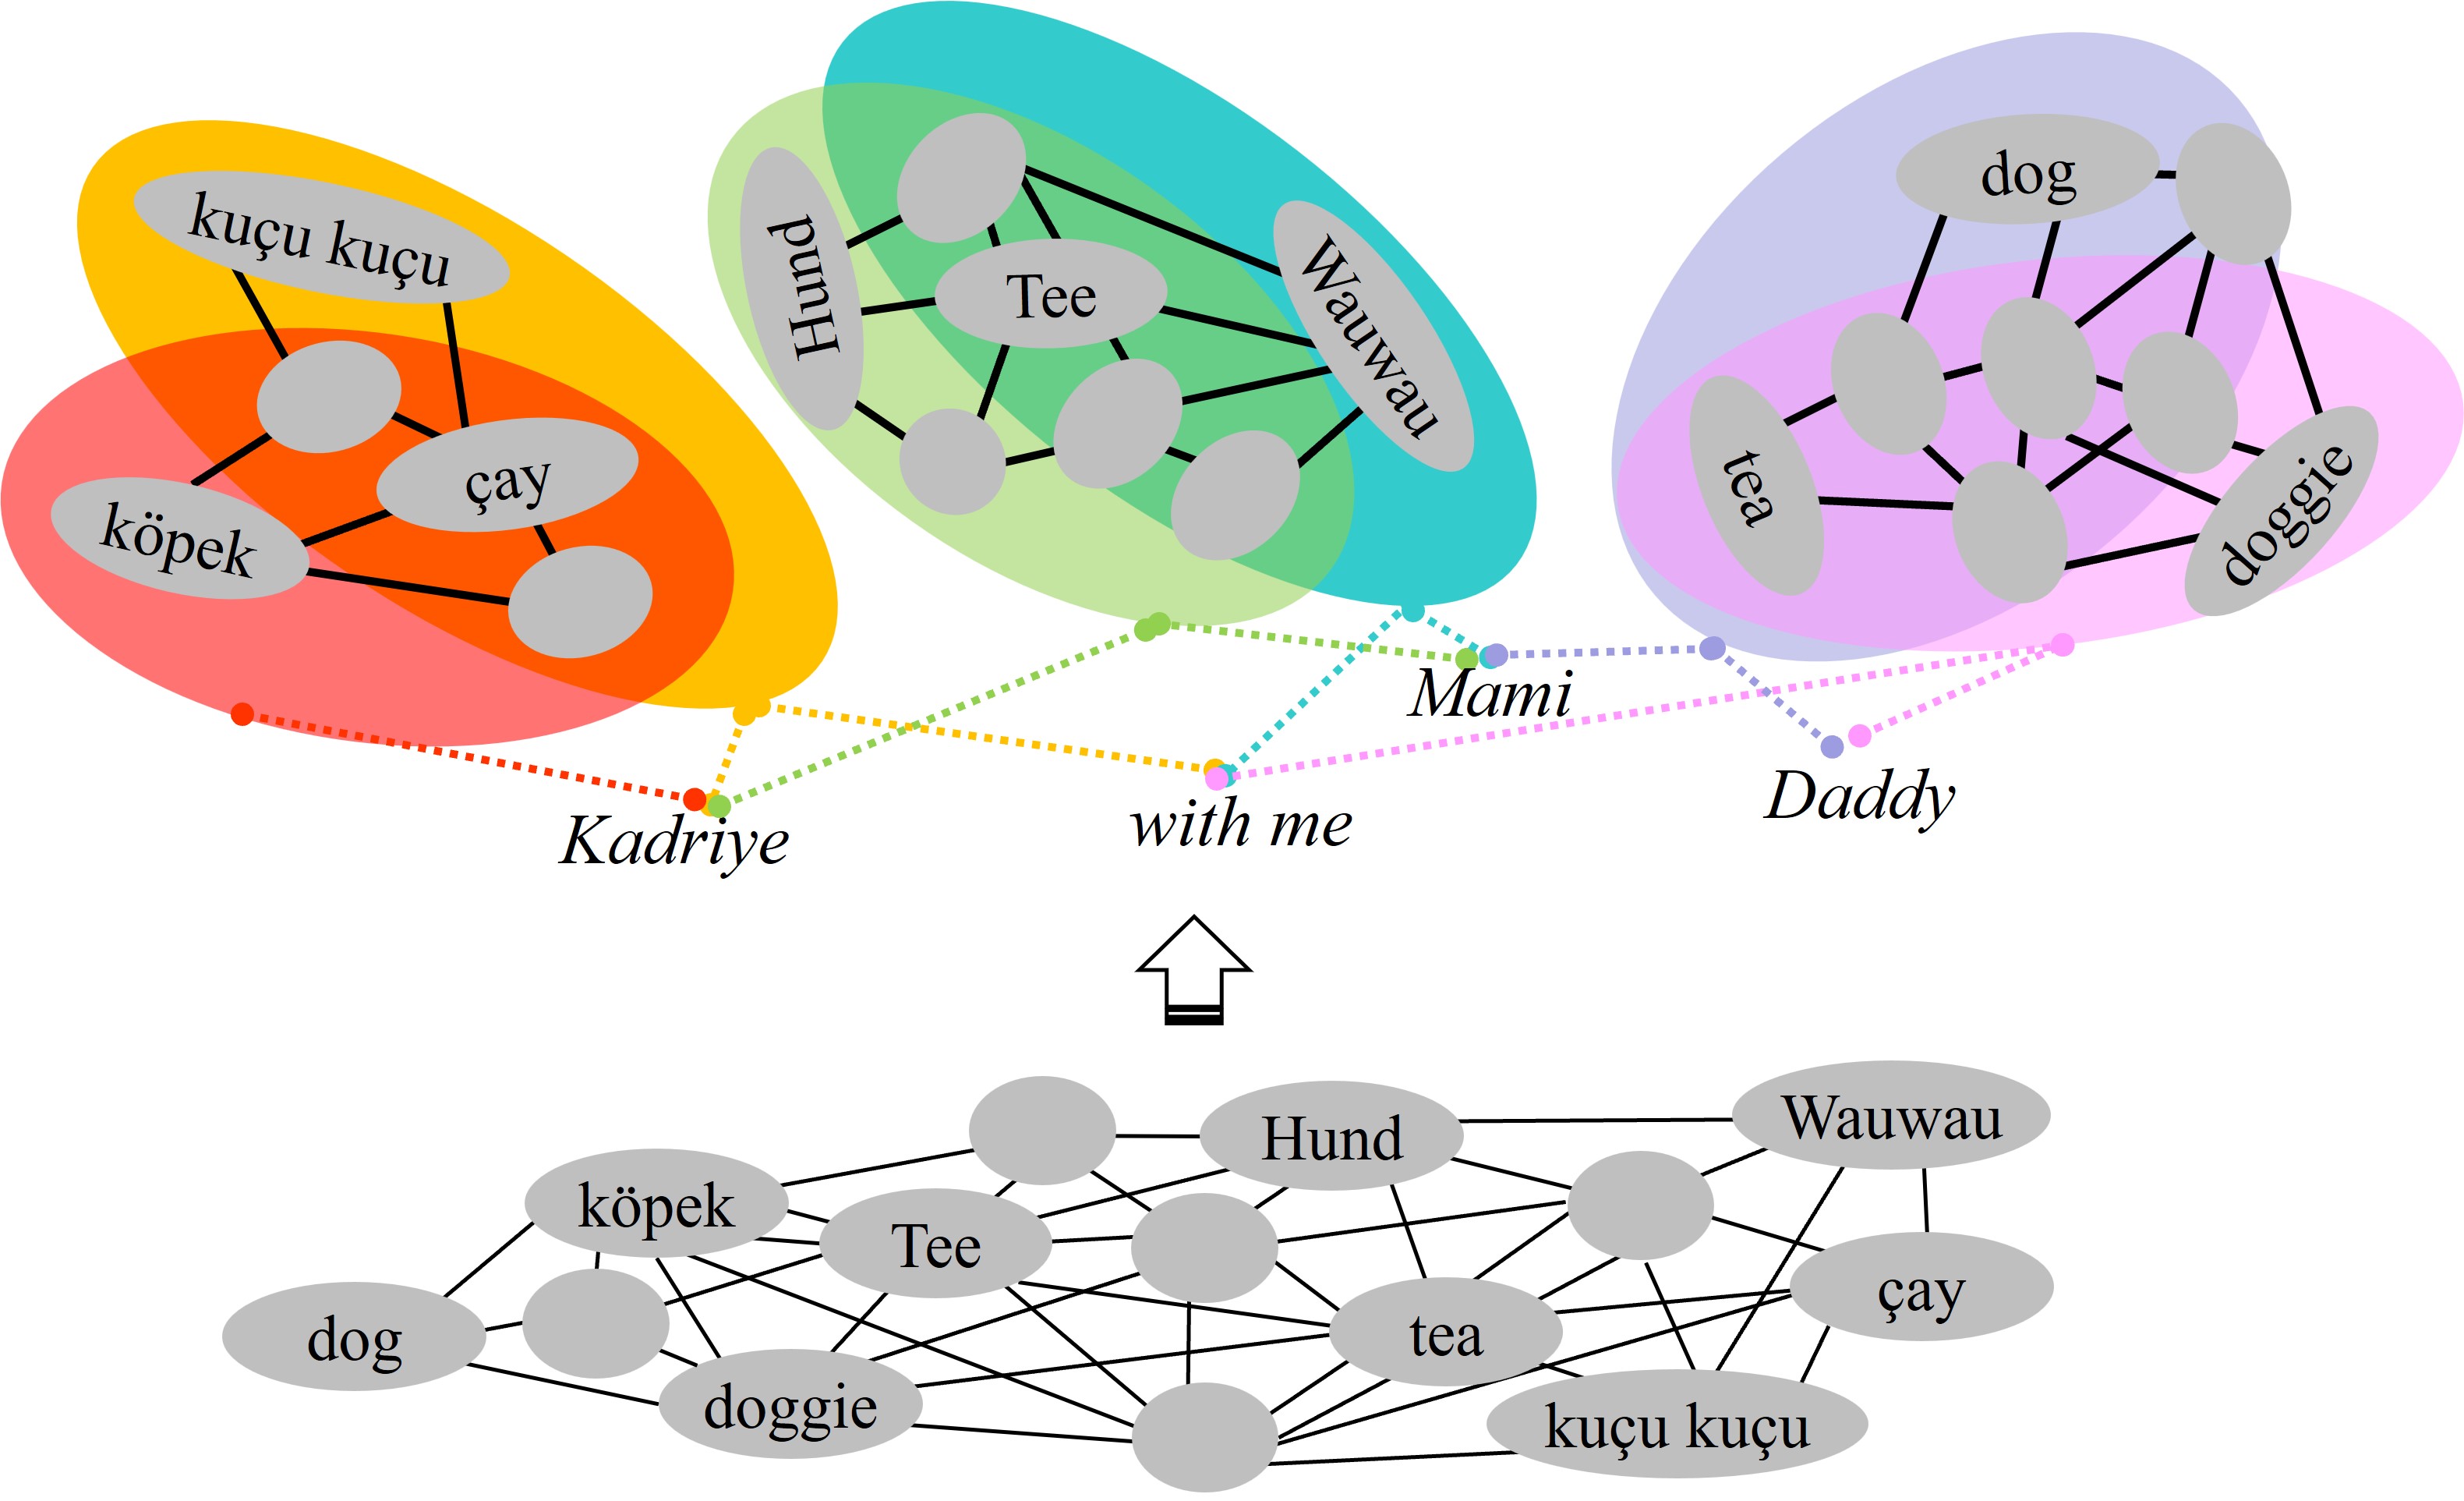 kuçu kuçu
köpek
çay
Hund
Tee
Wauwau
dog
tea
doggie
Kadriye
with me
Mami
Daddy
Hund
Wauwau
köpek
Tee
çay
dog
tea
doggie
kuçu kuçu